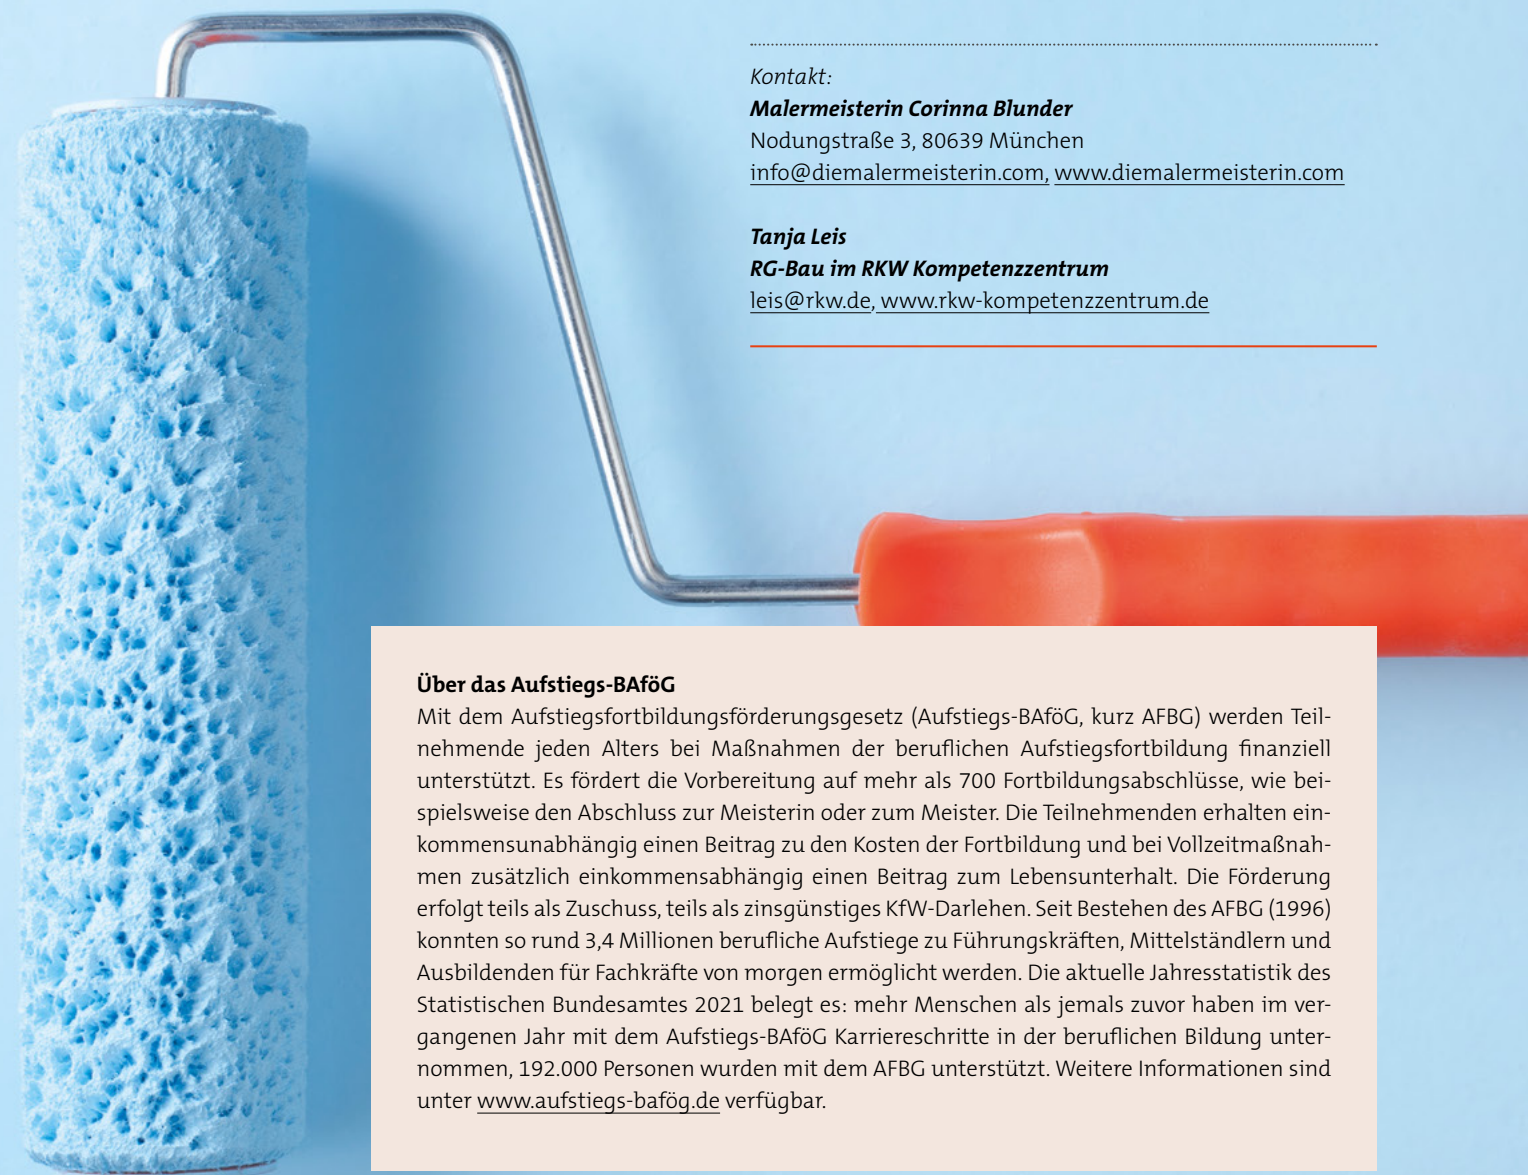 Kontakt:
Malermeisterin Corinna Blunder
Nodungstraße 3, 80639 München
info@diemalermeisterin.com, www.diemalermeisterin.com
Tanja Leis
RG-Bau im RKW Kompetenzzentrum
leis@rkw.de, www.rkw-kompetenzzentrum.de
Über das Aufstiegs-BAföG
Mit dem Aufstiegsfortbildungsförderungsgesetz (Aufstiegs-BAföG, kurz AFBG) werden Teil-
nehmende jeden Alters bei Maßnahmen der beruflichen Aufstiegsfortbildung finanziell
unterstützt. Es fördert die Vorbereitung auf mehr als 700 Fortbildungsabschlüsse, wie bei-
spielsweise den Abschluss zur Meisterin oder zum Meister. Die Teilnehmenden erhalten ein-
kommensunabhängig einen Beitrag zu den Kosten der Fortbildung und bei Vollzeitmaßnah-
men zusätzlich einkommensabhängig einen Beitrag zum Lebensunterhalt. Die Förderung
erfolgt teils als Zuschuss, teils als zinsgünstiges KfW-Darlehen. Seit Bestehen des AFBG (1996)
konnten so rund 3,4 Millionen berufliche Aufstiege zu Führungskräften, Mittelständlern und
Ausbildenden für Fachkräfte von morgen ermöglicht werden. Die aktuelle Jahresstatistik des
Statistischen Bundesamtes 2021 belegt es: mehr Menschen als jemals zuvor haben im ver-
gangenen Jahr mit dem Aufstiegs-BAföG Karriereschritte in der beruflichen Bildung unter-
nommen, 192.000 Personen wurden mit dem AFBG unterstützt. Weitere Informationen sind
unter www.aufstiegs-bafög.de verfügbar.